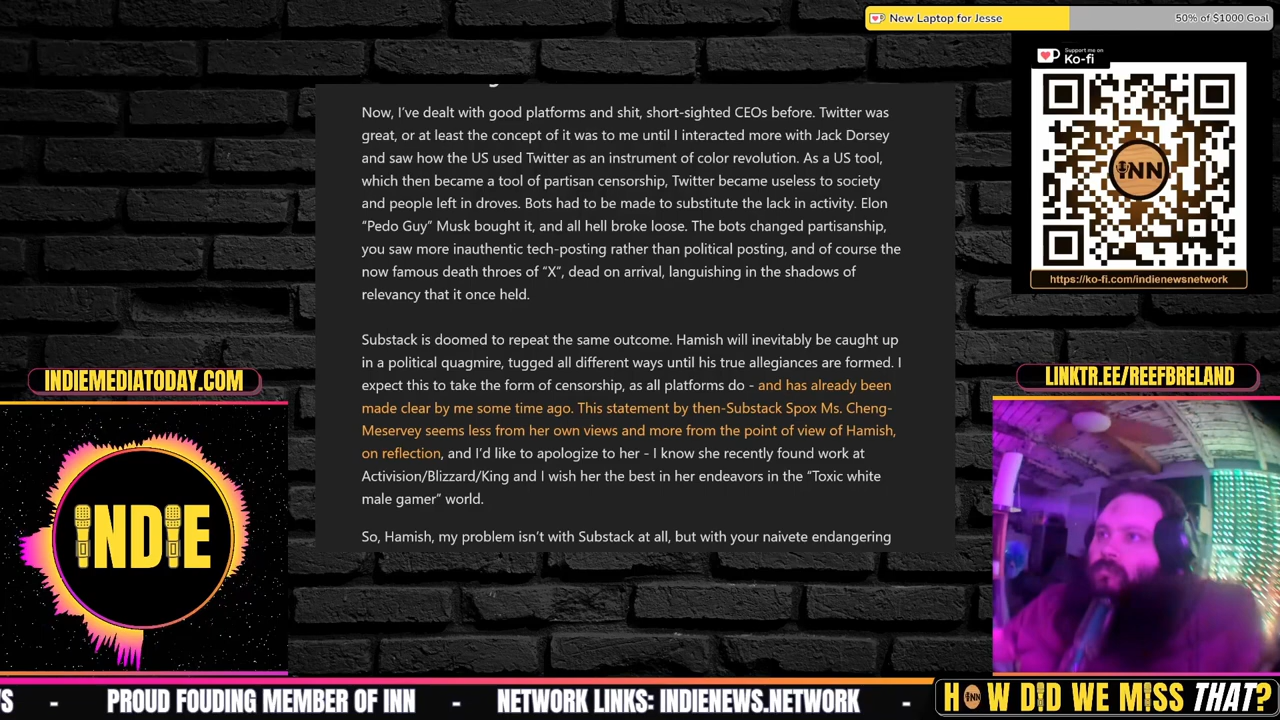 New Laptop for Jesse
50% of $1000 Goal
Support me on
Ko-fi
iNN
https://ko-fi.com/indienewsnetwork
Now, I’ve dealt with good platforms and shit, short-sighted CEOs before. Twitter was
great, or at least the concept of it was to me until I interacted more with Jack Dorsey
and saw how the US used Twitter as an instrument of color revolution. As a US tool,
which then became a tool of partisan censorship, Twitter became useless to society
and people left in droves. Bots had to be made to substitute the lack in activity. Elon
“Pedo Guy” Musk bought it, and all hell broke loose. The bots changed partisanship,
you saw more inauthentic tech-posting rather than political posting, and of course the
now famous death throes of “X”, dead on arrival, languishing in the shadows of
relevancy that it once held.
Substack is doomed to repeat the same outcome. Hamish will inevitably be caught up
in a political quagmire, tugged all different ways until his true allegiances are formed. I
expect this to take the form of censorship, as all platforms do - and has already been
made clear by me some time ago. This statement by then-Substack Spox Ms. Cheng-
Meservey seems less from her own views and more from the point of view of Hamish,
on reflection, and I’d like to apologize to her - I know she recently found work at
Activision/Blizzard/King and I wish her the best in her endeavors in the “Toxic white
male gamer” world.
So, Hamish, my problem isn’t with Substack at all, but with your naivete endangering
INDIEMEDIATODAY.COM
INDIE
LINKTR.EE/REEFBRELAND
S - PROUD FOUDING MEMBER OF INN - NETWORK LINKS: INDIENEWS.NETWORK -
HOW DID WE MISS THAT?